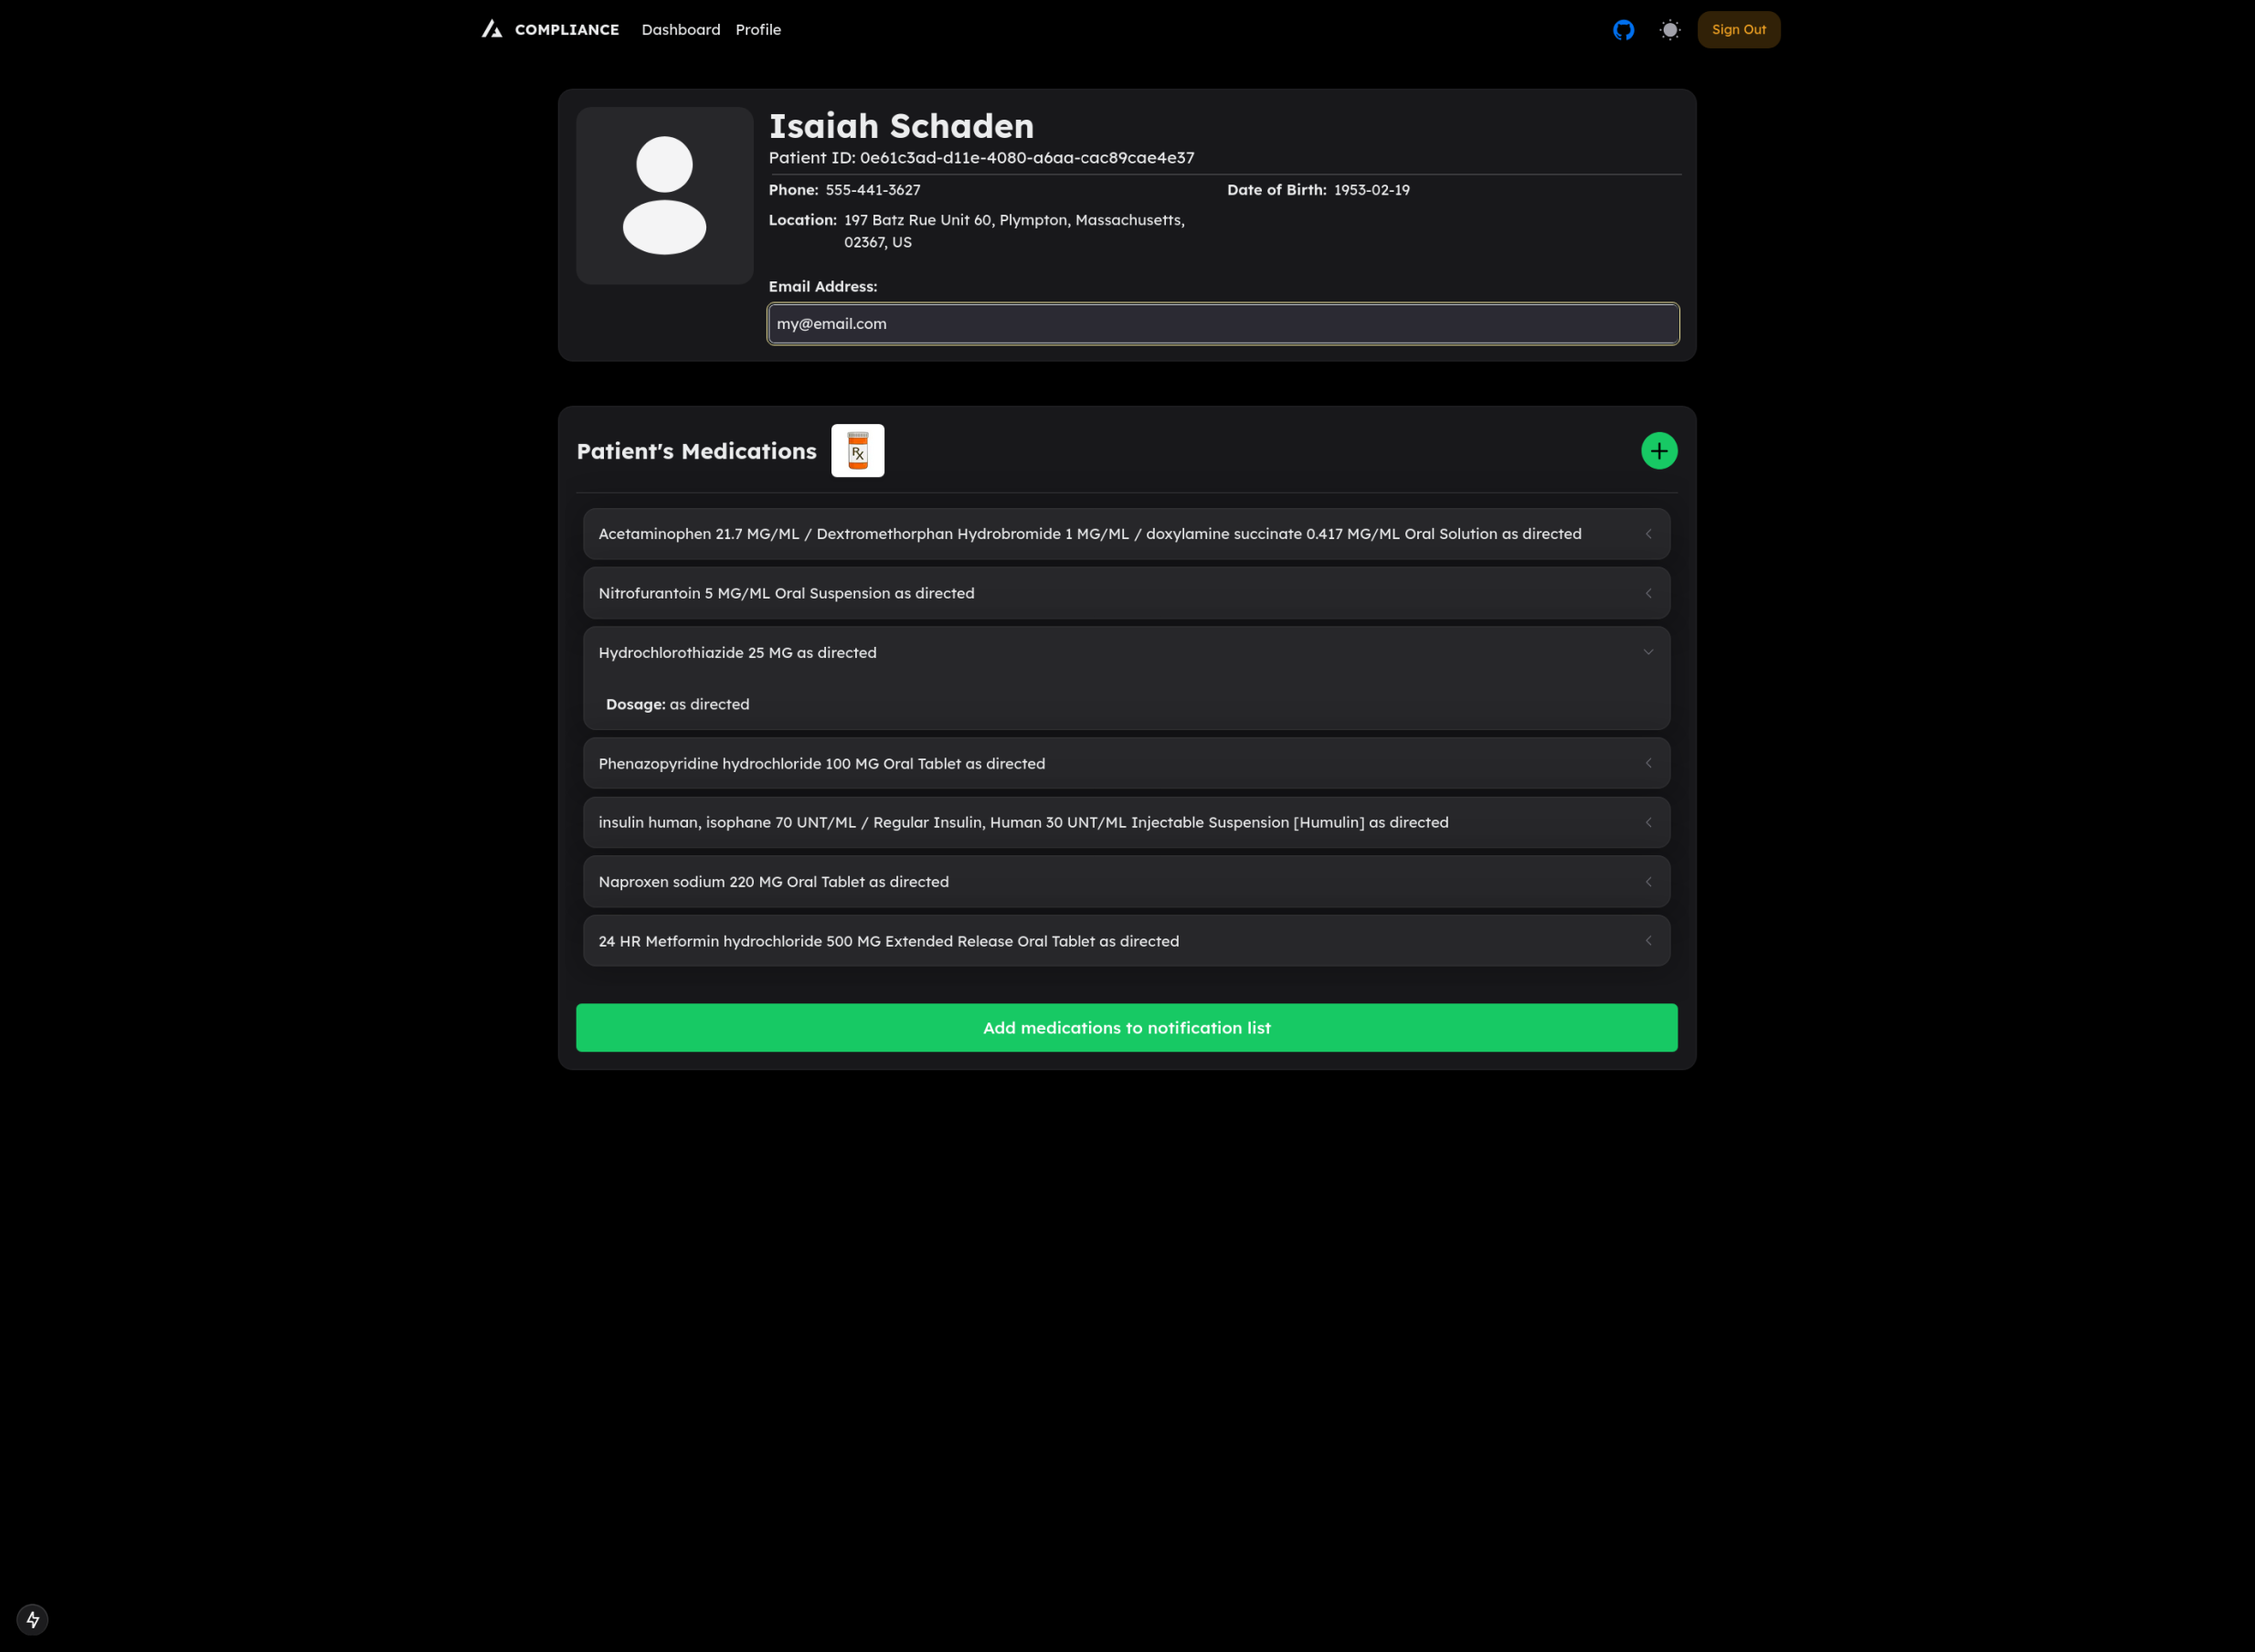 COMPLIANCE Dashboard Profile Sign Out
Isaiah Schaden
Patient ID: 0e61c3ad-d11e-4080-a6aa-cac89cae4e37
Phone: 555-441-3627 Date of Birth: 1953-02-19
Location: 197 Batz Rue Unit 60, Plympton, Massachusetts,
02367, US
Email Address:
my@email.com
Patient's Medications Rx
Acetaminophen 21.7 MG/ML / Dextromethorphan Hydrobromide 1 MG/ML / doxylamine succinate 0.417 MG/ML Oral Solution as directed
Nitrofurantoin 5 MG/ML Oral Suspension as directed
Hydrochlorothiazide 25 MG as directed
Dosage: as directed
Phenazopyridine hydrochloride 100 MG Oral Tablet as directed
insulin human, isophane 70 UNT/ML / Regular Insulin, Human 30 UNT/ML Injectable Suspension [Humulin] as directed
Naproxen sodium 220 MG Oral Tablet as directed
24 HR Metformin hydrochloride 500 MG Extended Release Oral Tablet as directed
Add medications to notification list